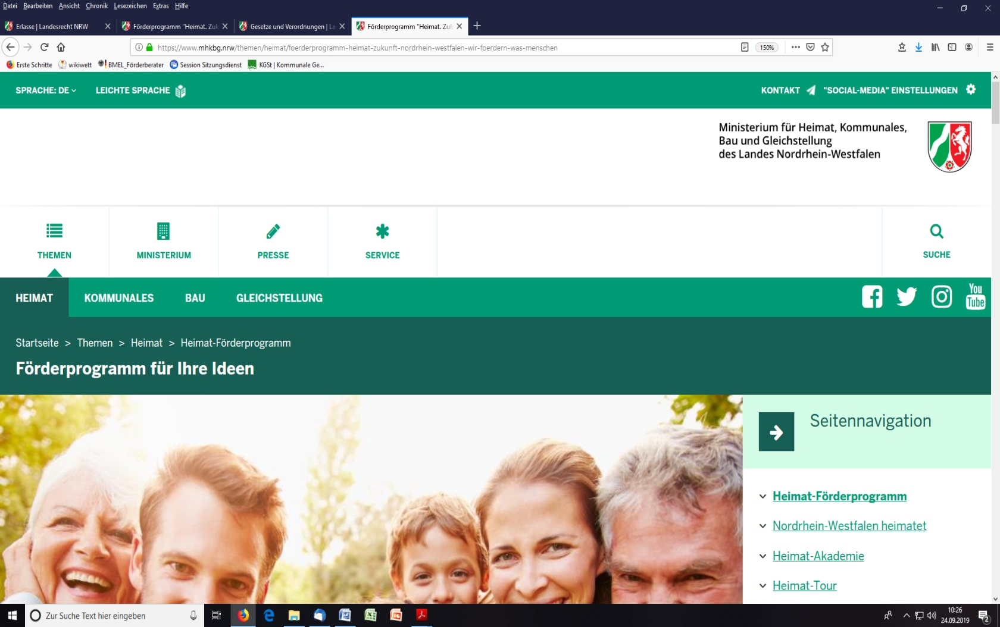 Datei Bearbeiten Ansicht Chronik Lesezeichen Extras Hilfe
Erlasse | Landesrecht NRW
Förderprogramm "Heimat. Zuk
Gesetze und Verordnungen | La
Förderprogramm "Heimat. Zuk
https://www.mhkbg.nrw/themen/heimat/foerderprogramm-heimat-zukunft-nordrhein-westfalen-wir-foerdern-was-menschen
150%
Erste Schritte wikiwett BMEL_Förderberater Session Sitzungsdienst KGSt | Kommunale Ge...
SPRACHE: DE LEICHTE SPRACHE KONTAKT "SOCIAL-MEDIA" EINSTELLUNGEN
Ministerium für Heimat, Kommunales,
Bau und Gleichstellung
des Landes Nordrhein-Westfalen
THEMEN MINISTERIUM PRESSE SERVICE SUCHE
HEIMAT KOMMUNALES BAU GLEICHSTELLUNG
You
Tube
Startseite > Themen > Heimat > Heimat-Förderprogramm
Förderprogramm für Ihre Ideen
Seitennavigation
Heimat-Förderprogramm
Nordrhein-Westfalen heimatet
Heimat-Akademie
Heimat-Tour
Zur Suche Text hier eingeben
10:26
24.09.2019
2